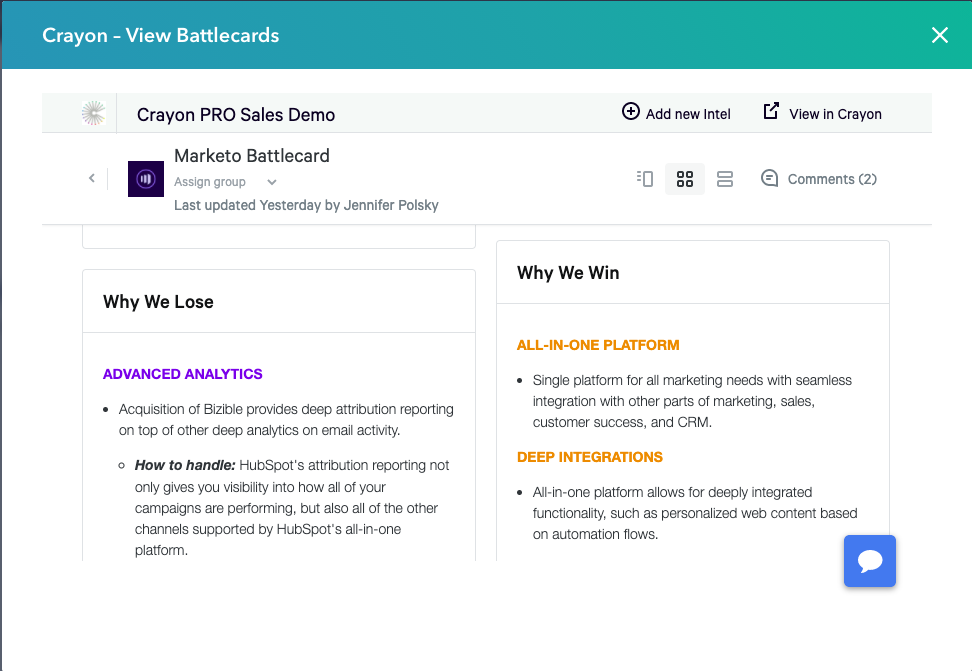 Crayon – View Battlecards
Crayon PRO Sales Demo
Add new Intel
View in Crayon
Marketo Battlecard
Assign group
Last updated Yesterday by Jennifer Polsky
Comments (2)
Why We Lose
ADVANCED ANALYTICS
• Acquisition of Bizible provides deep attribution reporting
on top of other deep analytics on email activity.
◦ How to handle: HubSpot's attribution reporting not
only gives you visibility into how all of your
campaigns are performing, but also all of the other
channels supported by HubSpot's all-in-one
platform.
Why We Win
ALL-IN-ONE PLATFORM
• Single platform for all marketing needs with seamless
integration with other parts of marketing, sales,
customer success, and CRM.
DEEP INTEGRATIONS
• All-in-one platform allows for deeply integrated
functionality, such as personalized web content based
on automation flows.